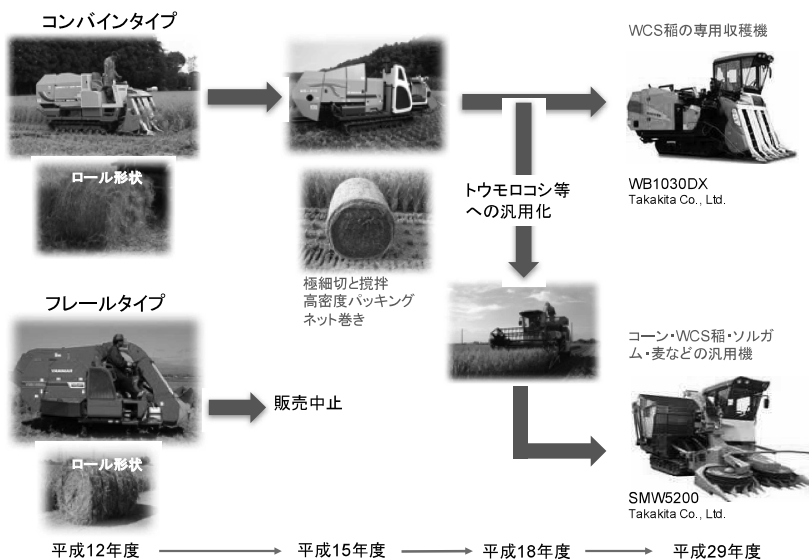 コンバインタイプ
ロール形状
フレールタイプ
ロール形状
極細切と撹拌
高密度パッキング
ネット巻き
販売中止
トウモロコシ等
への汎用化
WCS稲の専用収穫機
WB1030DX
Takakita Co., Ltd.
コーン・WCS稲・ソルガ
ム・麦などの汎用機
SMW5200
Takakita Co., Ltd.
平成12年度
平成15年度
平成18年度
平成29年度